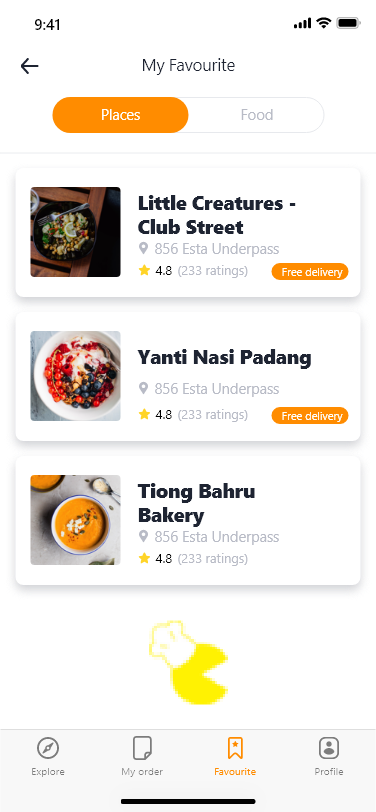 9:41
My Favourite
Places
Food
Little Creatures -
Club Street
856 Esta Underpass
4.8 (233 ratings)
Free delivery
Yanti Nasi Padang
856 Esta Underpass
4.8 (233 ratings)
Free delivery
Tiong Bahru
Bakery
856 Esta Underpass
4.8 (233 ratings)
Explore
My order
Favourite
Profile